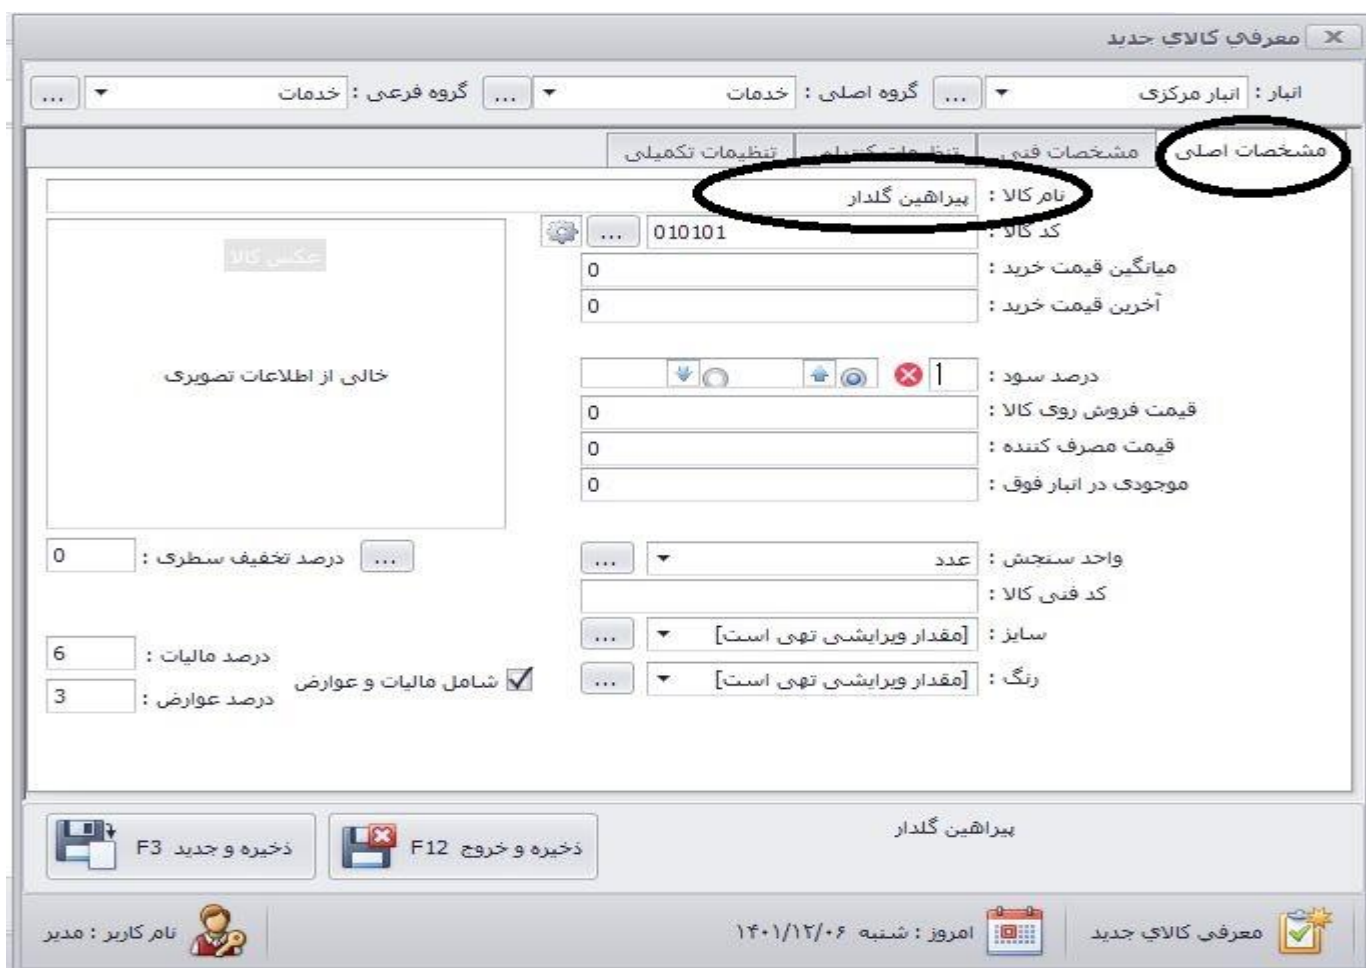 معرفي كالاي جديد
انبار : انبار مرکزی ... گروه اصلی : خدمات ... گروه فرعی : خدمات ...
مشخصات اصلی مشخصات فنی تنظیمات تکمیلی
نام کالا : پیراهین گلدار
کد کالا : 010101 ...
عکس کالا
میانگین قیمت خرید : 0
آخرین قیمت خرید : 0
خالی از اطلاعات تصویری
درصد سود : 1
قیمت فروش روی کالا : 0
قیمت مصرف کننده : 0
موجودی در انبار فوق : 0
واحد سنجش : عدد ... درصد تخفیف سطری : 0 ...
کد فنی کالا :
سایز : [مقدار ویرایشی تهی است] ...
درصد مالیات : 6
رنگ : [مقدار ویرایشی تهی است] ... شامل مالیات و عوارض
درصد عوارض : 3
پیراهین گلدار
ذخیره و خروج F12 ذخیره و جدید F3
معرفي كالاي جديد امروز : شنبه ۱۴۰۱/۱۲/۰۶ نام کاربر : مدیر